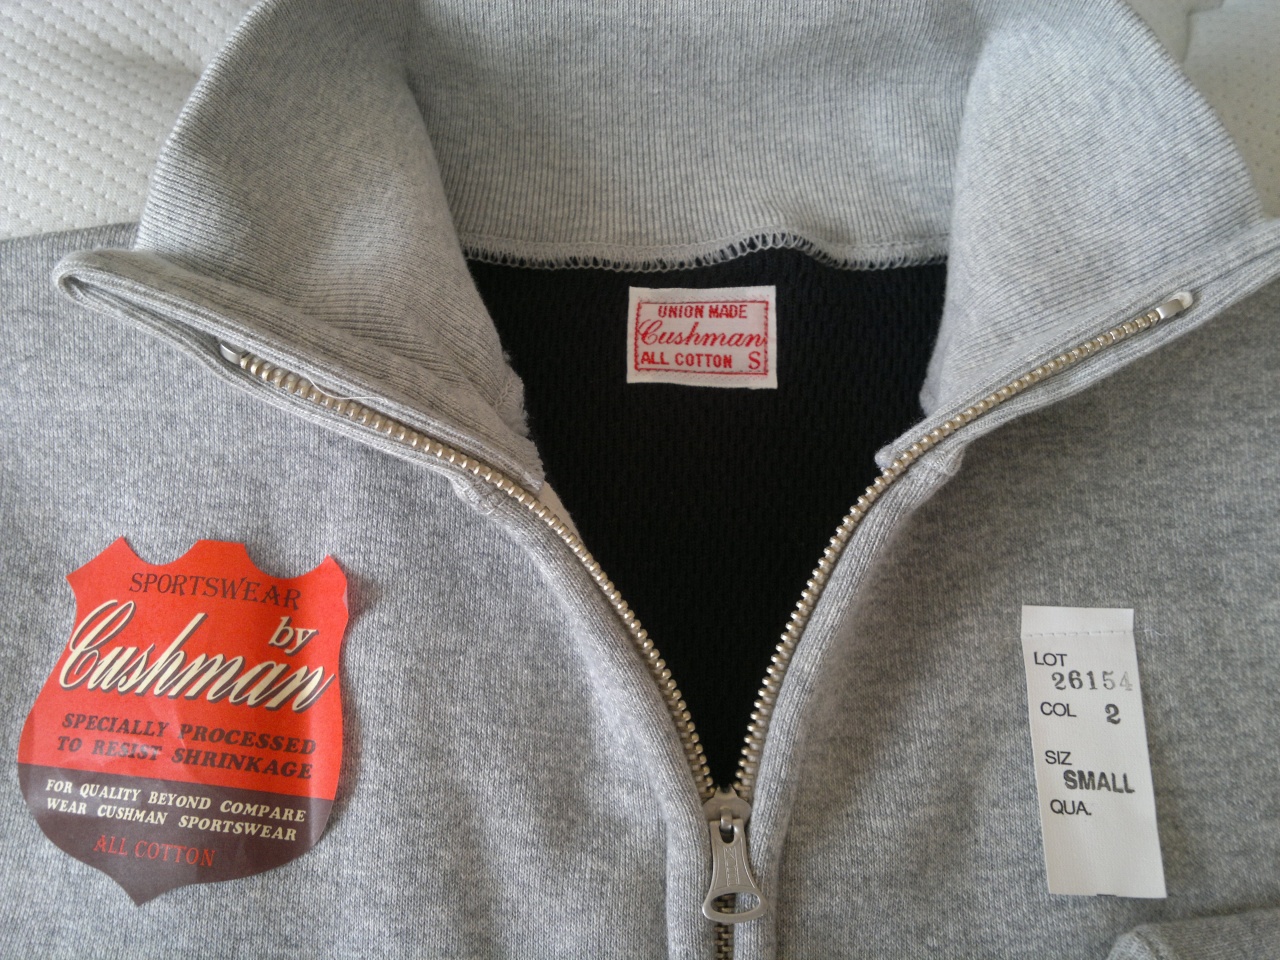 UNION MADE
Cushman
ALL COTTON S
SPORTSWEAR
by
Cushman
SPECIALLY PROCESSED
TO RESIST SHRINKAGE
FOR QUALITY BEYOND COMPARE
WEAR CUSHMAN SPORTSWEAR
ALL COTTON
LOT
26154
COL 2
SIZ
SMALL
QUA.